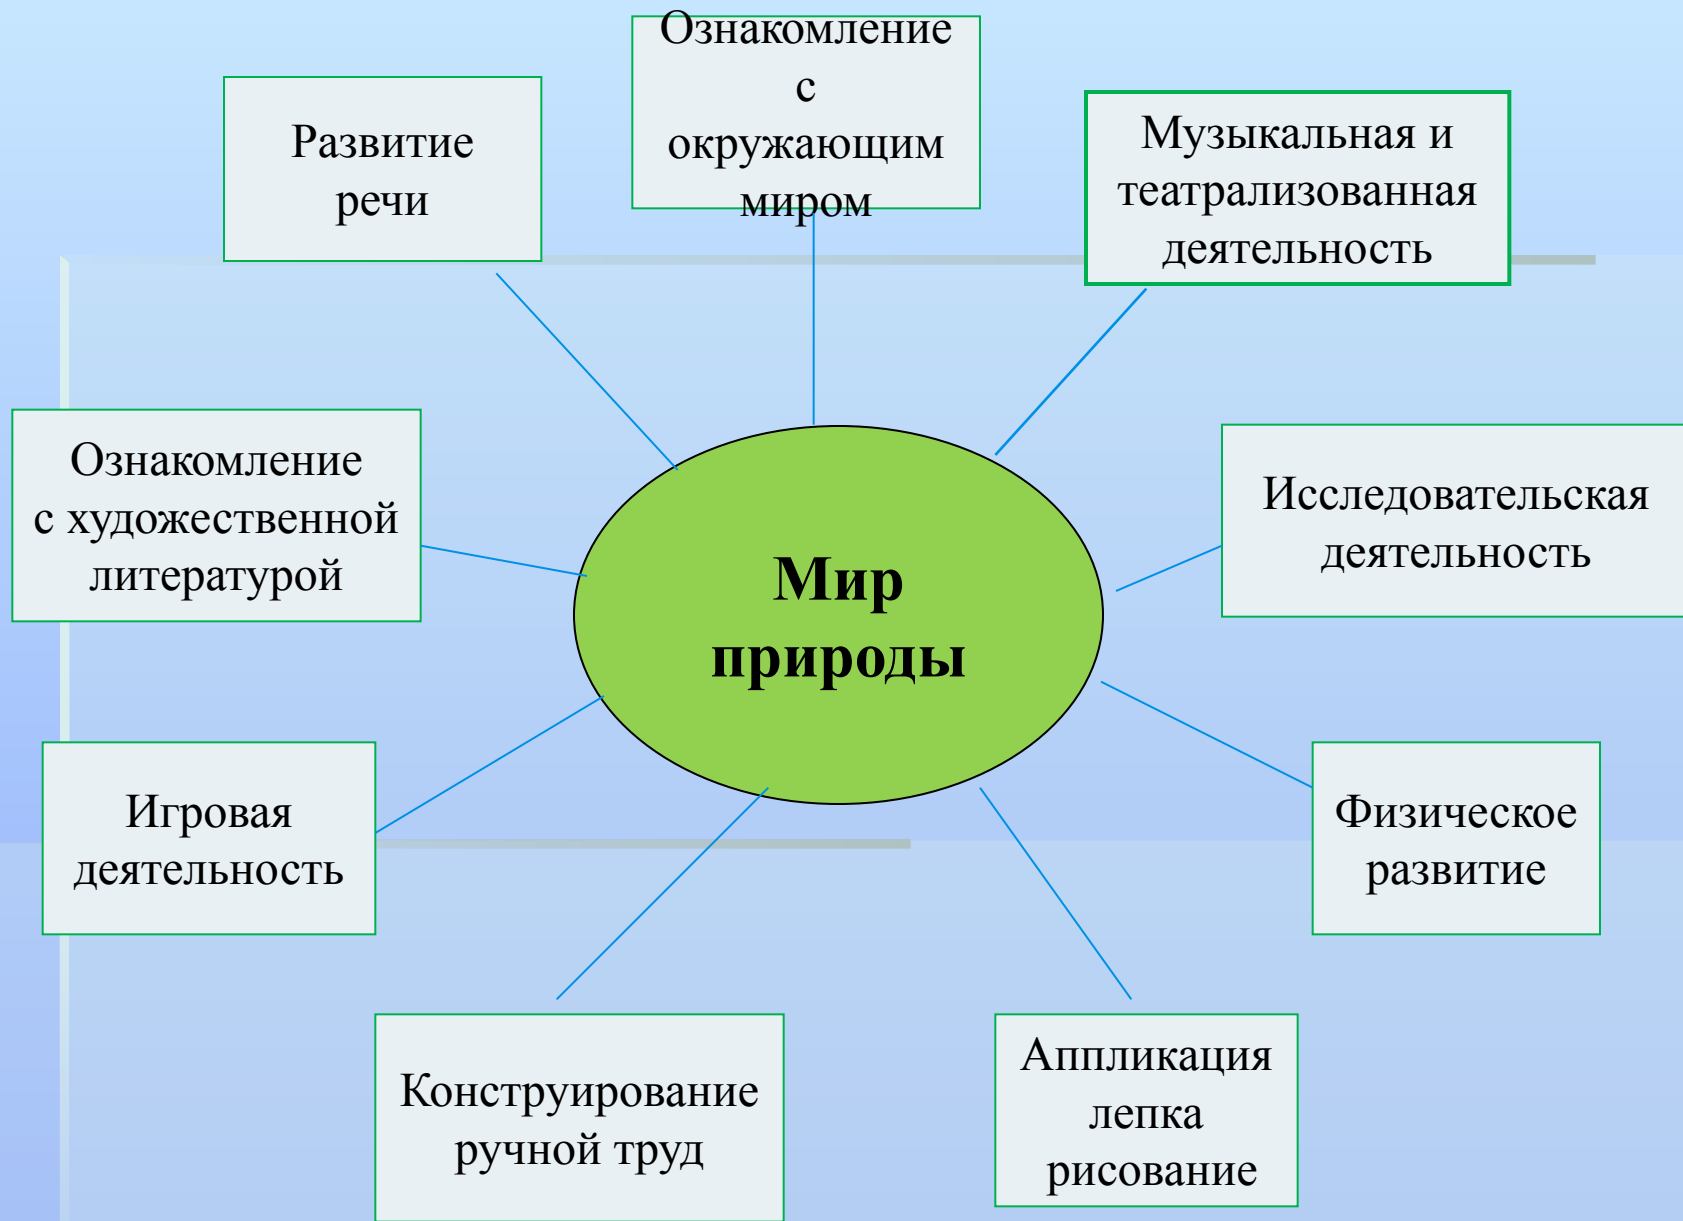 Ознакомление
с
окружающим
миром
Развитие
речи
Музыкальная и
театрализованная
деятельность
Ознакомление
с художественной
литературой
Исследовательская
деятельность
Мир
природы
Игровая
деятельность
Физическое
развитие
Конструирование
ручной труд
Аппликация
лепка
рисование